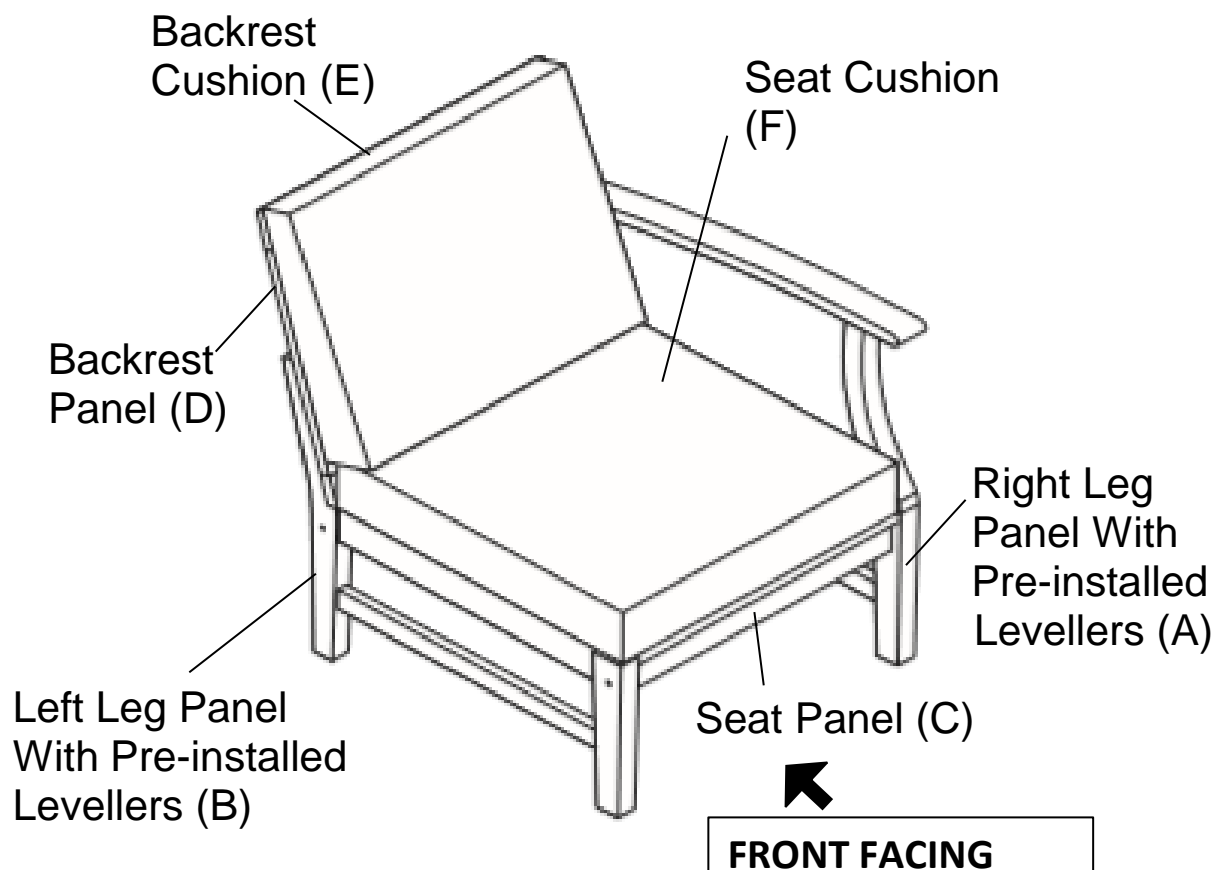 Backrest
Cushion (E)
Seat Cushion
(F)
Backrest
Panel (D)
Right Leg
Panel With
Pre-installed
Levellers (A)
Left Leg Panel
With Pre-installed
Levellers (B)
Seat Panel (C)
FRONT FACING